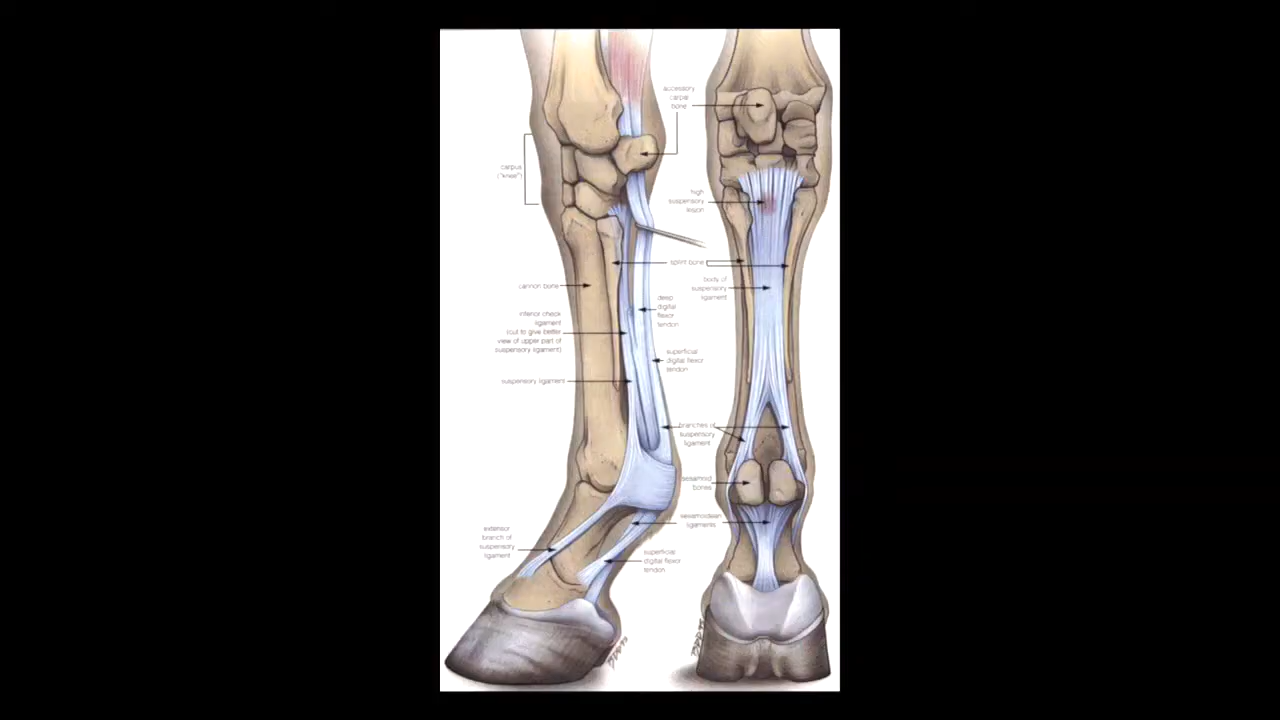 accessory
carpal
bone
carpus
("knee")
high
suspensory
lesion
splint bone
body of
suspensory
ligament
cannon bone
deep
digital
flexor
tendon
inferior check
ligament
(cut to give better
view of upper part of
suspensory ligament)
superficial
digital flexor
tendon
suspensory ligament
branches of
suspensory
ligament
sesamoid
bones
sesamoidean
ligaments
extensor
branch of
suspensory
ligament
superficial
digital flexor
tendon